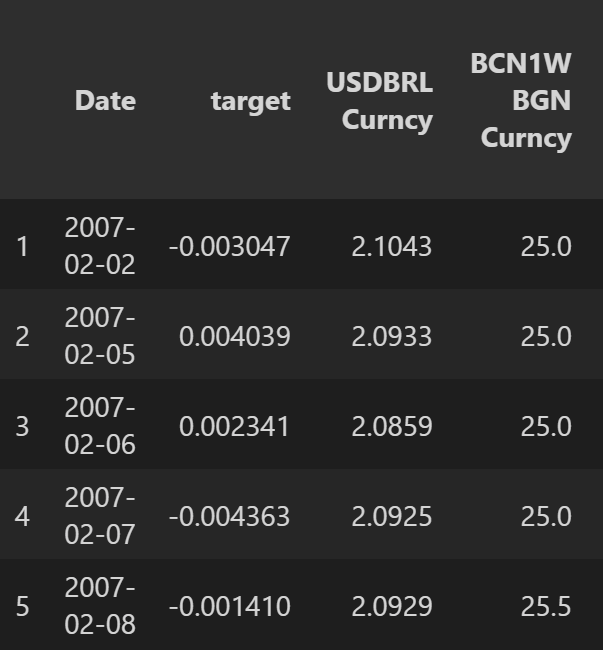 Date target USDBRL Curncy BCN1W BGN Curncy
1 2007-02-02 -0.003047 2.1043 25.0
2 2007-02-05 0.004039 2.0933 25.0
3 2007-02-06 0.002341 2.0859 25.0
4 2007-02-07 -0.004363 2.0925 25.0
5 2007-02-08 -0.001410 2.0929 25.5